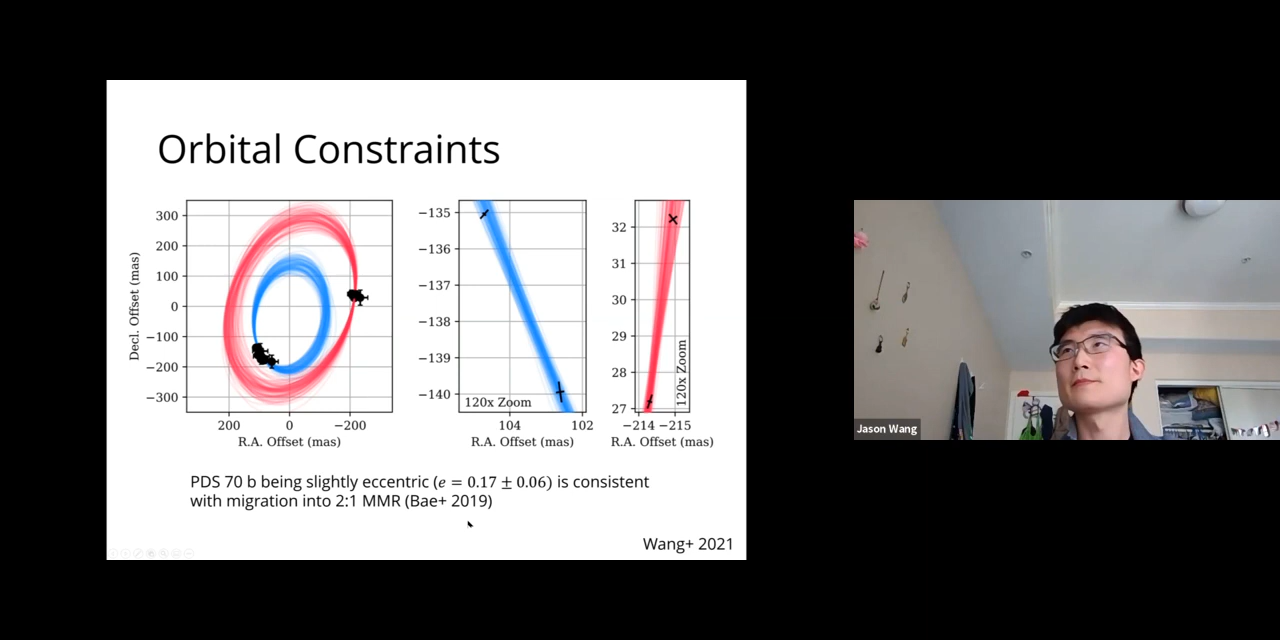 Orbital Constraints
300
200
100
0
−100
−200
−300
Decl. Offset (mas)
200 0 −200
R.A. Offset (mas)
−135
−136
−137
−138
−139
−140
120x Zoom
104 102
R.A. Offset (mas)
32
31
30
29
28
27
120x Zoom
−214 −215
R.A. Offset (mas)
PDS 70 b being slightly eccentric (e = 0.17 ± 0.06) is consistent
with migration into 2:1 MMR (Bae+ 2019)
Wang+ 2021
Jason Wang